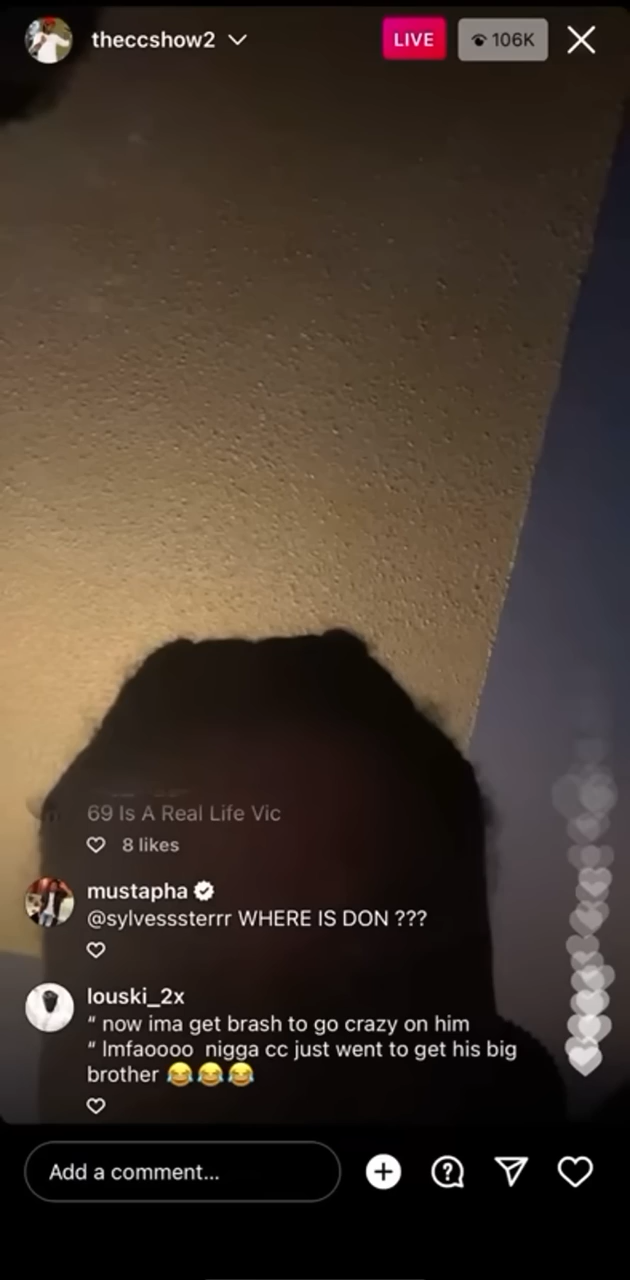 theccshow2
LIVE
106K
69 Is A Real Life Vic
8 likes
mustapha
@sylvesssterrr WHERE IS DON ???
louski_2x
“ now ima get brash to go crazy on him
“ lmfaoooo nigga cc just went to get his big
brother 😂😂😂
Add a comment...